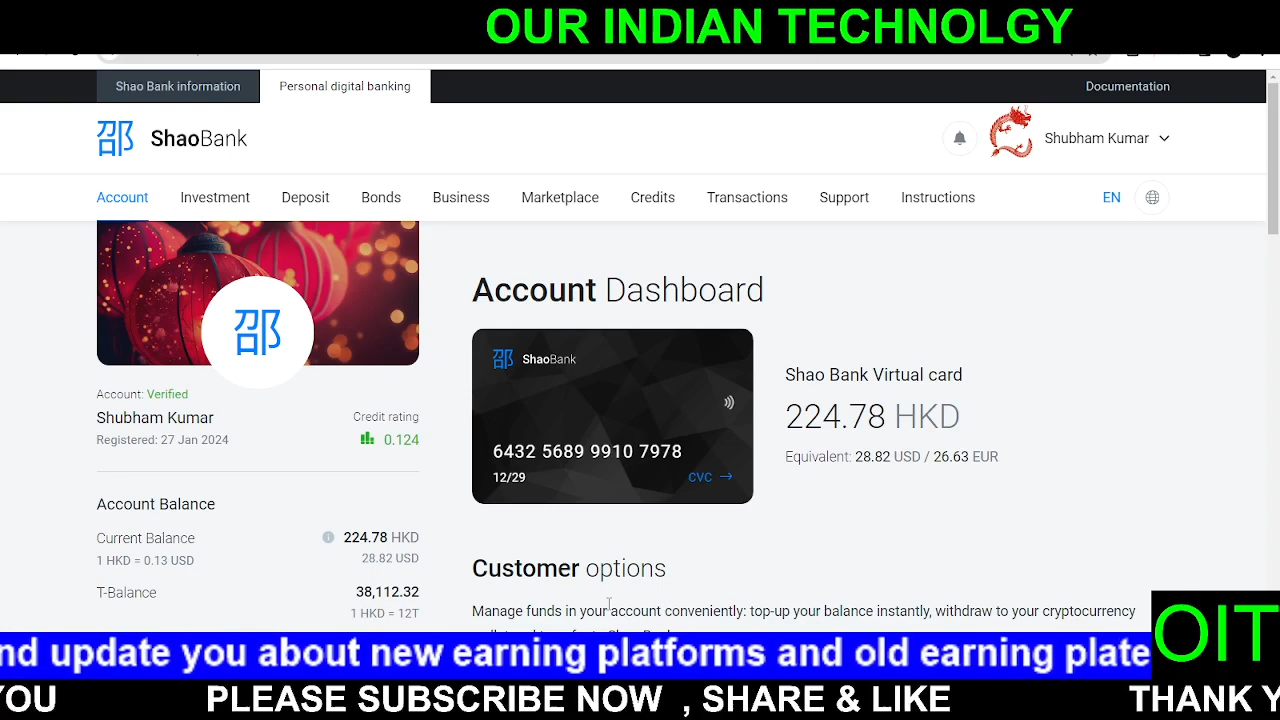 OUR INDIAN TECHNOLGY
Shao Bank information
Personal digital banking
Documentation
邵 ShaoBank
Shubham Kumar
Account Investment Deposit Bonds Business Marketplace Credits Transactions Support Instructions EN
邵
Account: Verified
Shubham Kumar
Registered: 27 Jan 2024
Credit rating
0.124
Account Balance
Current Balance 224.78 HKD
1 HKD = 0.13 USD 28.82 USD
T-Balance 38,112.32
1 HKD = 12T
Account Dashboard
邵 ShaoBank
6432 5689 9910 7978
12/29 CVC →
Shao Bank Virtual card
224.78 HKD
Equivalent: 28.82 USD / 26.63 EUR
Customer options
Manage funds in your account conveniently: top-up your balance instantly, withdraw to your cryptocurrency
OIT
nd update you about new earning platforms and old earning plate
YOU PLEASE SUBSCRIBE NOW , SHARE & LIKE THANK Y